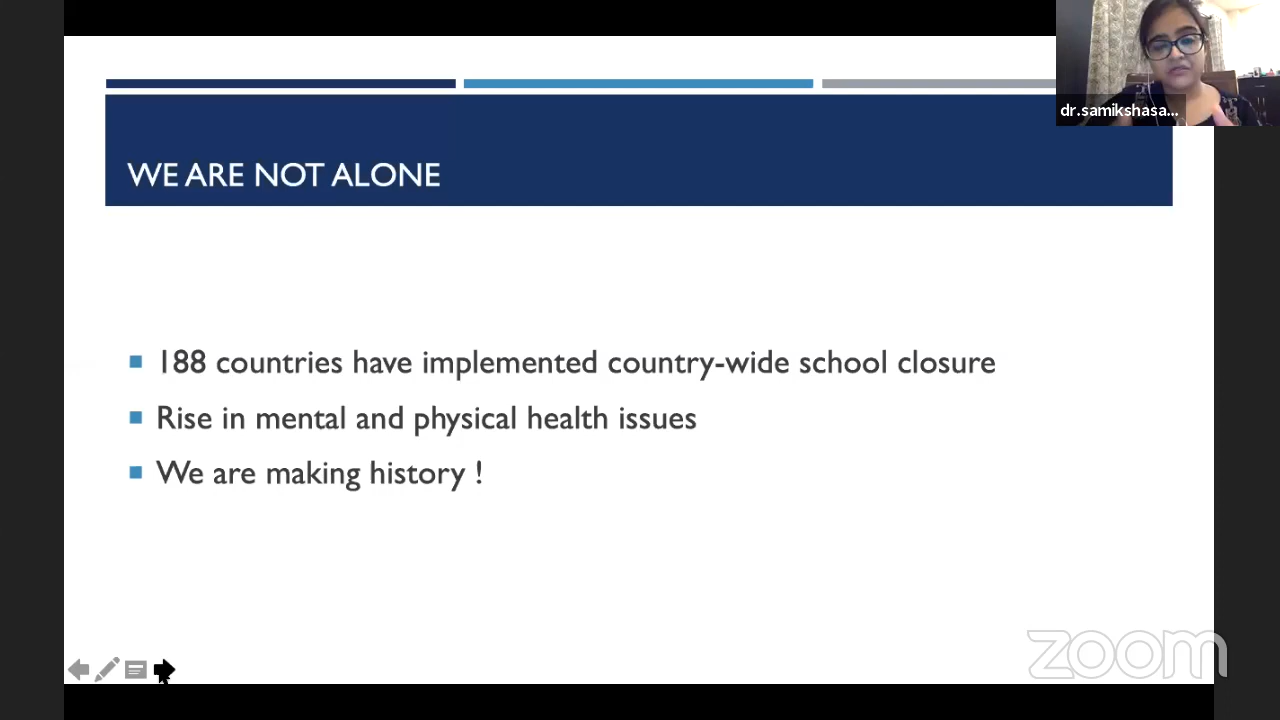 dr.samikshasa...
WE ARE NOT ALONE
188 countries have implemented country-wide school closure
Rise in mental and physical health issues
We are making history !
zoom